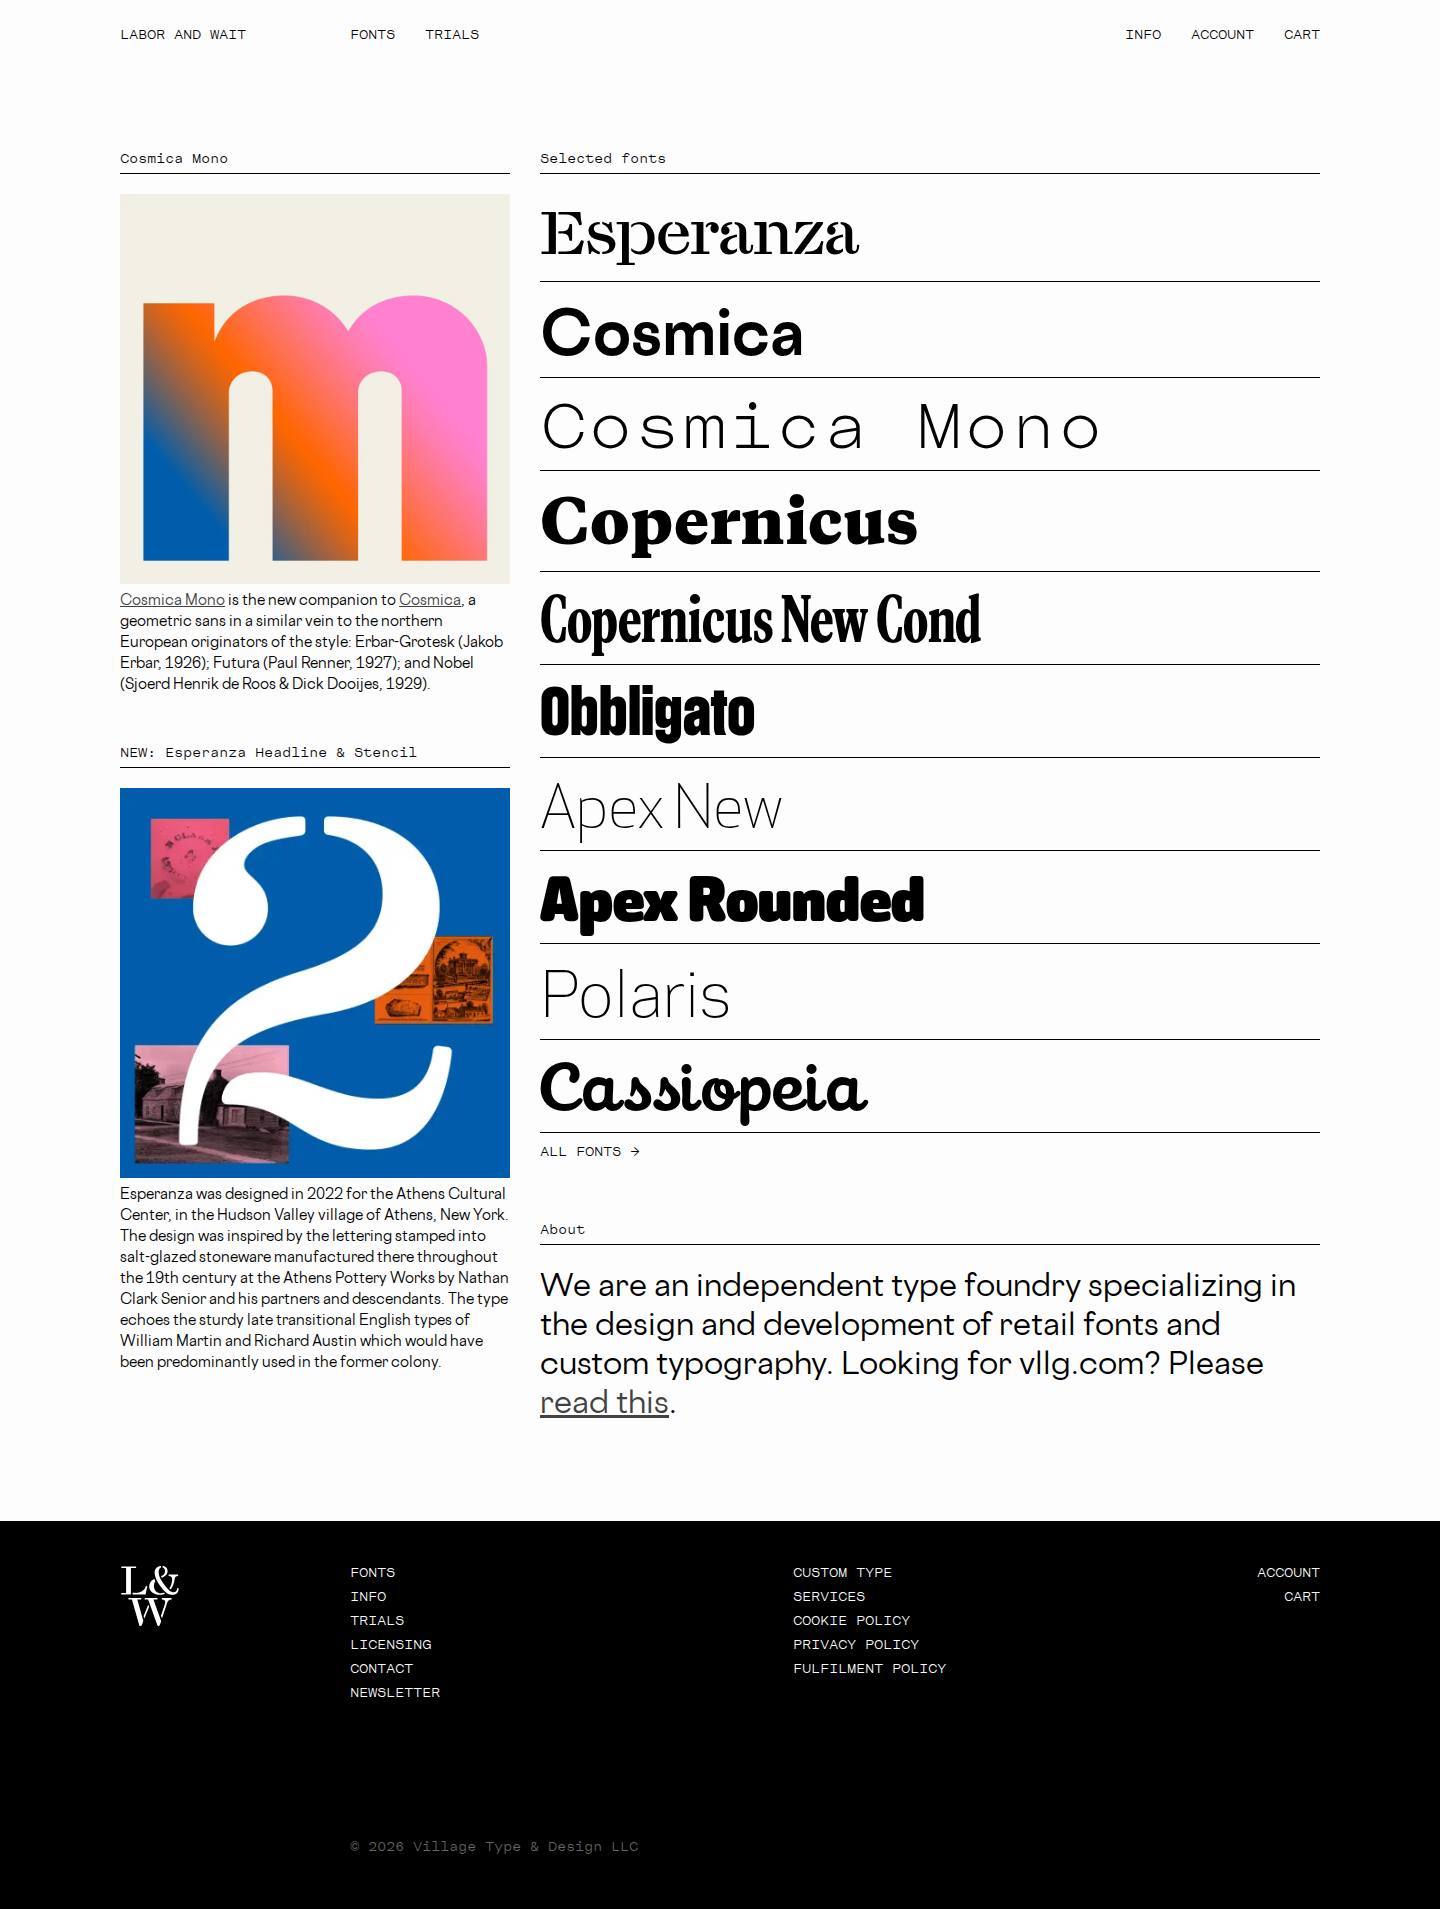 LABOR AND WAIT
FONTS
TRIALS
INFO
ACCOUNT
CART
Cosmica Mono
m
Cosmica Mono is the new companion to Cosmica, a
geometric sans in a similar vein to the northern
European originators of the style: Erbar-Grotesk (Jakob
Erbar, 1926); Futura (Paul Renner, 1927); and Nobel
(Sjoerd Henrik de Roos & Dick Dooijes, 1929).
NEW: Esperanza Headline & Stencil
2
Esperanza was designed in 2022 for the Athens Cultural
Center, in the Hudson Valley village of Athens, New York.
The design was inspired by the lettering stamped into
salt-glazed stoneware manufactured there throughout
the 19th century at the Athens Pottery Works by Nathan
Clark Senior and his partners and descendants. The type
echoes the sturdy late transitional English types of
William Martin and Richard Austin which would have
been predominantly used in the former colony.
Selected fonts
Esperanza
Cosmica
Cosmica Mono
Copernicus
Copernicus New Cond
Obbligato
Apex New
Apex Rounded
Polaris
Cassiopeia
ALL FONTS →
About
We are an independent type foundry specializing in
the design and development of retail fonts and
custom typography. Looking for vllg.com? Please
read this.
L&
W
FONTS
INFO
TRIALS
LICENSING
CONTACT
NEWSLETTER
CUSTOM TYPE
SERVICES
COOKIE POLICY
PRIVACY POLICY
FULFILMENT POLICY
ACCOUNT
CART
© 2026 Village Type & Design LLC